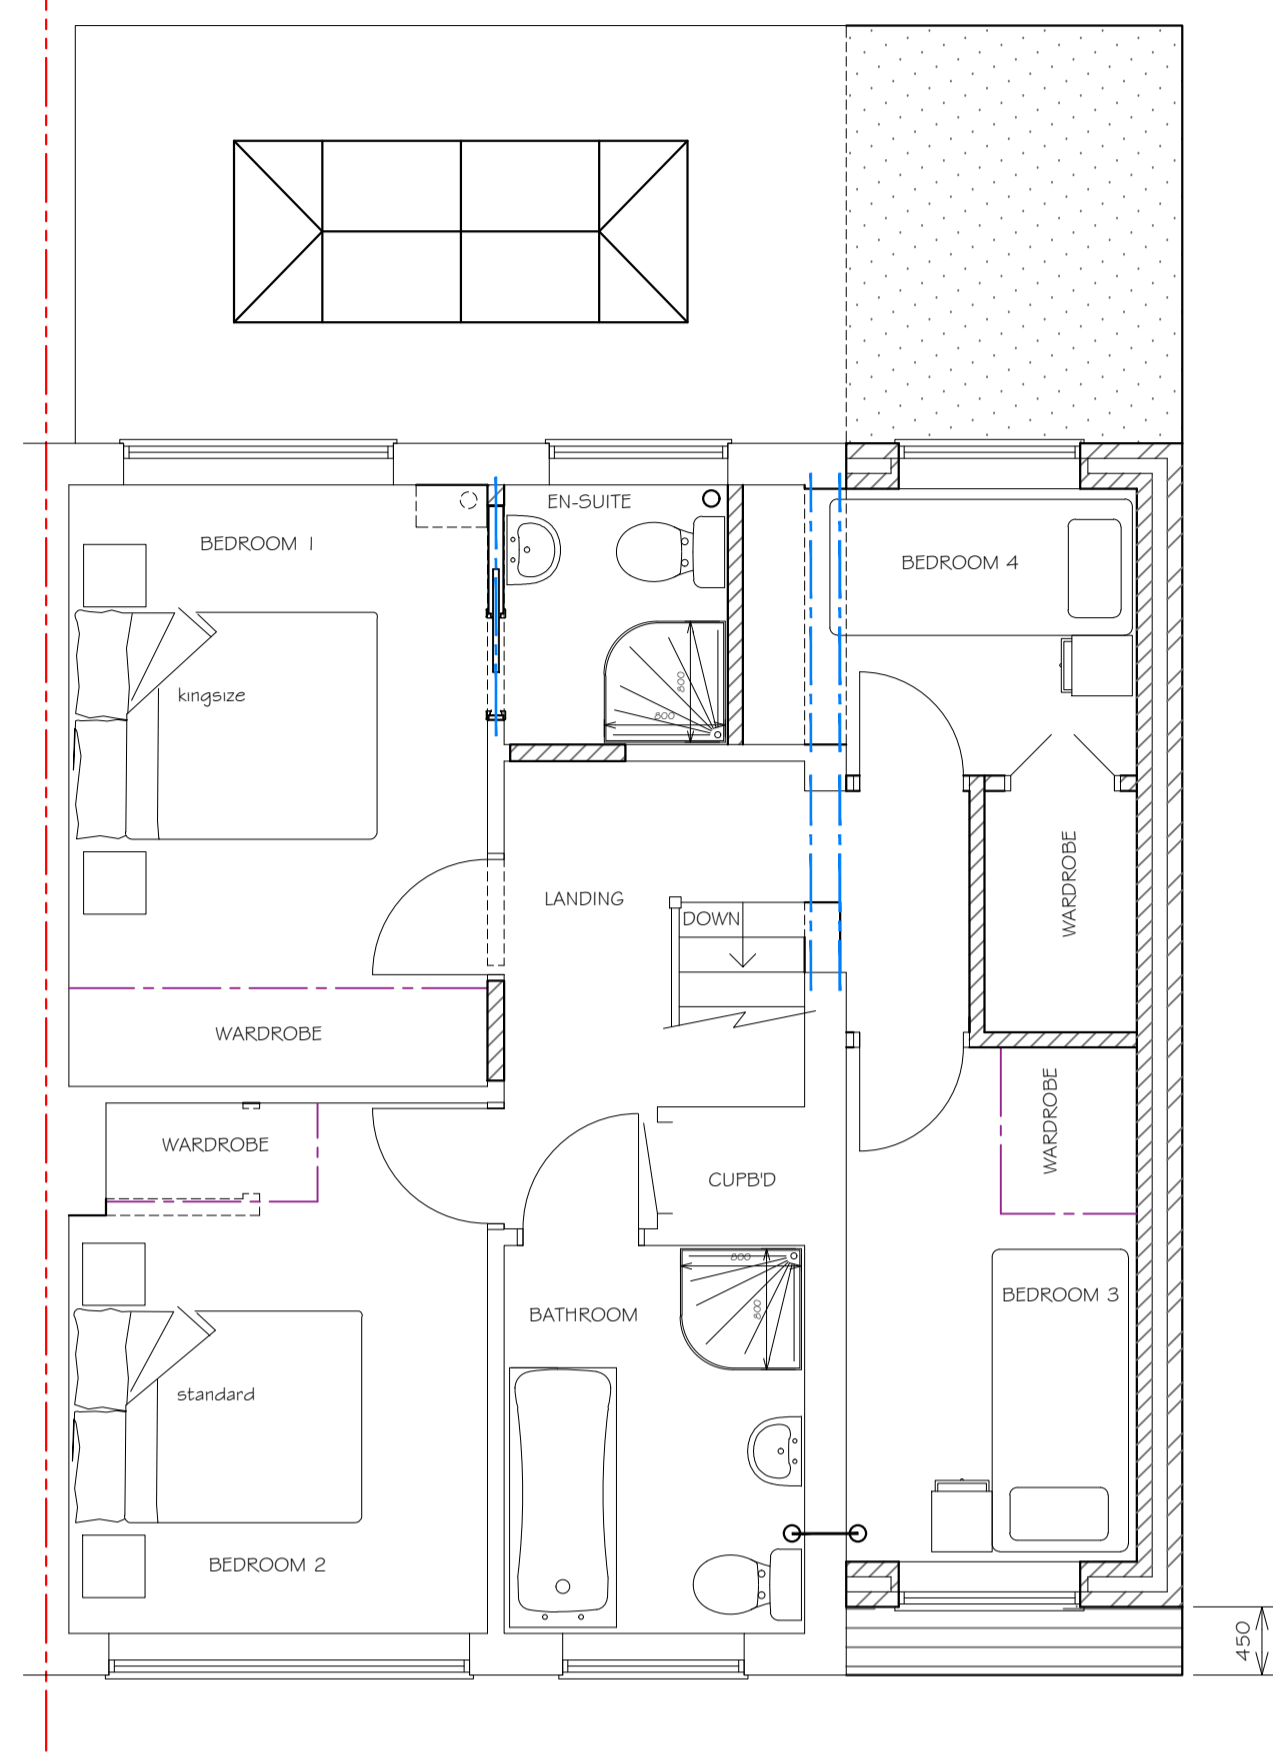 EN-SUITE
BEDROOM 1
BEDROOM 4
kingsize
800
800
LANDING
DOWN
WARDROBE
WARDROBE
WARDROBE
WARDROBE
CUPB'D
800
800
BATHROOM
BEDROOM 3
standard
BEDROOM 2
450